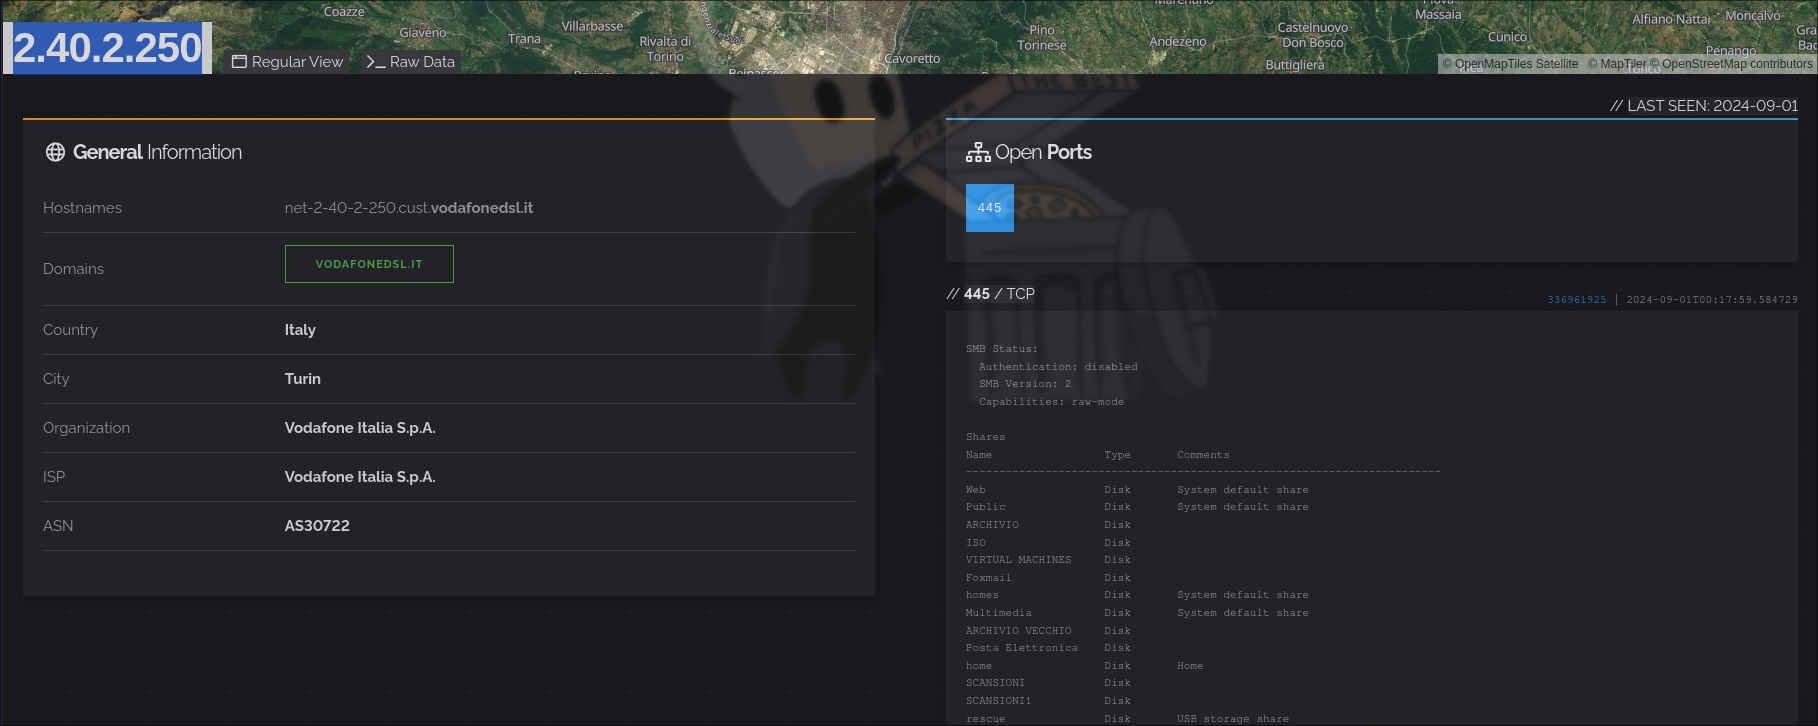 Coazze
Giaveno
Trana
Villarbasse
Rivalta di
Torino
Beinasco
Cavoretto
Pino
Torinese
Andezeno
Buttigliera
Castelnuovo
Don Bosco
Massaia
Cunico
Alfiano Natta
Moncalvo
Penango
2.40.2.250
Regular View
Raw Data
© OpenMapTiles Satellite © MapTiler © OpenStreetMap contributors
// LAST SEEN: 2024-09-01
General Information
Hostnames net-2-40-2-250.cust.vodafonedsl.it
Domains VODAFONEDSL.IT
Country Italy
City Turin
Organization Vodafone Italia S.p.A.
ISP Vodafone Italia S.p.A.
ASN AS30722
THE BEST
PIZZA
Open Ports
445
// 445 / TCP
336961925 | 2024-09-01T00:17:59.584729
SMB Status:
Authentication: disabled
SMB Version: 2
Capabilities: raw-mode
Shares
Name Type Comments
------------------------------------------------------------------------
Web Disk System default share
Public Disk System default share
ARCHIVIO Disk
ISO Disk
VIRTUAL MACHINES Disk
Foxmail Disk
homes Disk System default share
Multimedia Disk System default share
ARCHIVIO VECCHIO Disk
Posta Elettronica Disk
home Disk Home
SCANSIONI Disk
SCANSIONI1 Disk
rescue Disk USB storage share